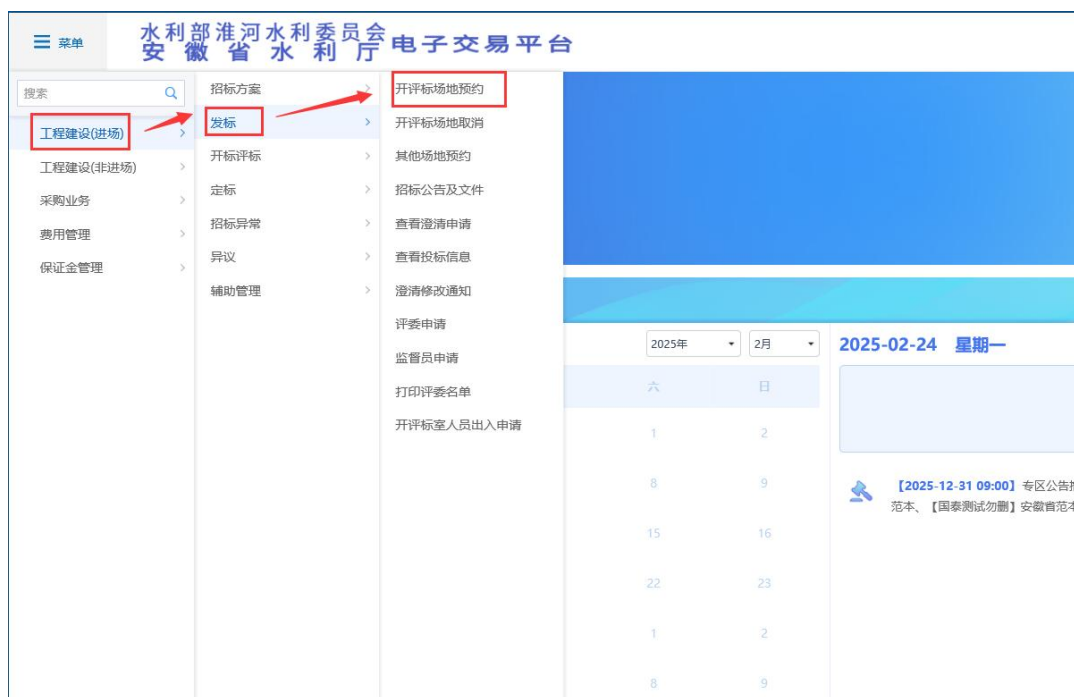 菜单
水利部淮河水利委员会
安徽省水利厅
电子交易平台
搜索
工程建设(进场)
工程建设(非进场)
采购业务
费用管理
保证金管理
招标方案
发标
开标评标
定标
招标异常
异议
辅助管理
开评标场地预约
开评标场地取消
其他场地预约
招标公告及文件
查看澄清申请
查看投标信息
澄清修改通知
评委申请
监督员申请
打印评委名单
开评标室人员出入申请
2025年 2月
六 日
1 2
8 9
15 16
22 23
1 2
8 9
2025-02-24 星期一
【2025-12-31 09:00】专区公告
范本、【国泰测试勿删】安徽省范